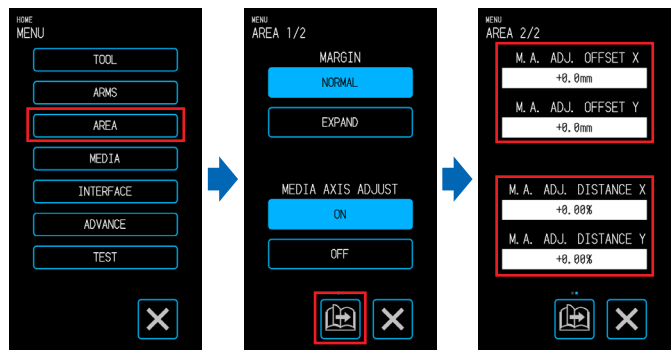 HOME
MENU
TOOL
ARMS
AREA
MEDIA
INTERFACE
ADVANCE
TEST
MENU
AREA 1/2
MARGIN
NORMAL
EXPAND
MEDIA AXIS ADJUST
ON
OFF
MENU
AREA 2/2
M.A. ADJ. OFFSET X
+0.0mm
M.A. ADJ. OFFSET Y
+0.0mm
M.A. ADJ. DISTANCE X
+0.00%
M.A. ADJ. DISTANCE Y
+0.00%